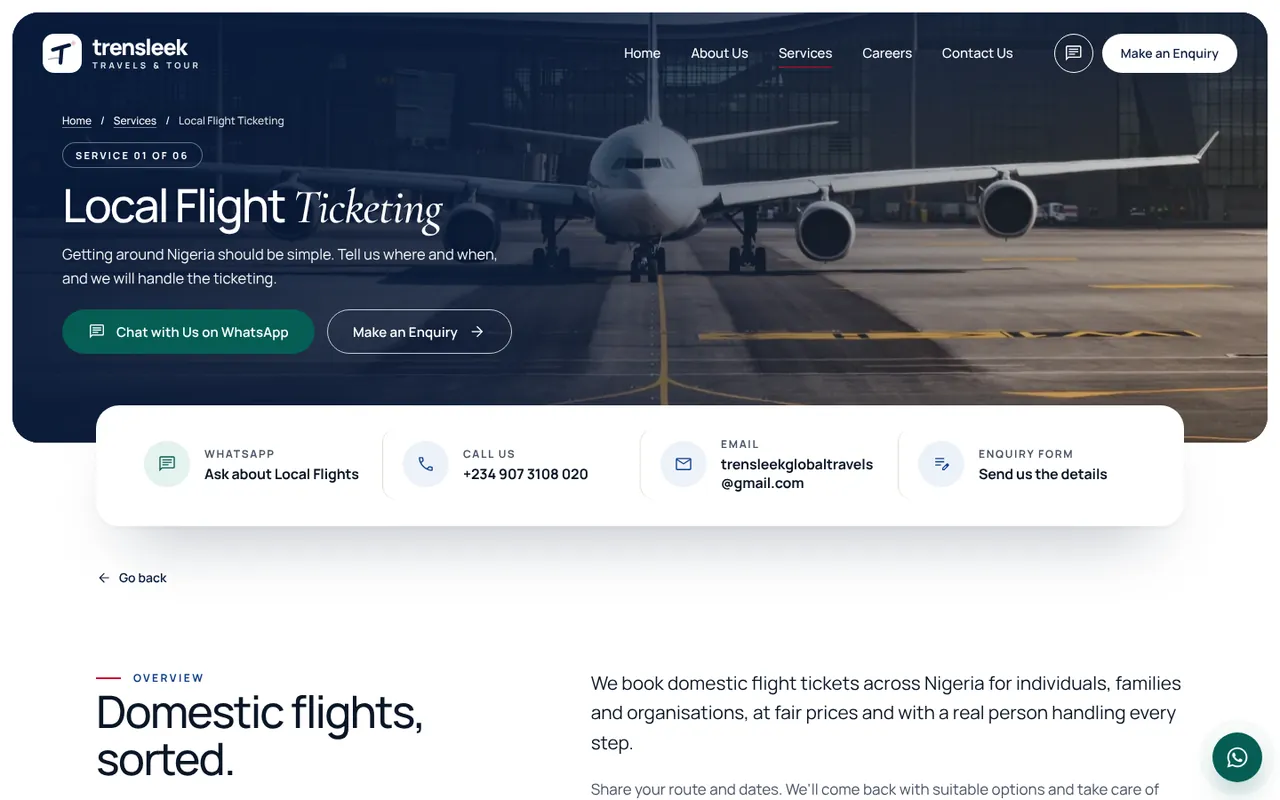 trensleek
TRAVELS & TOUR
Home
About Us
Services
Careers
Contact Us
Make an Enquiry
Home / Services / Local Flight Ticketing
SERVICE 01 OF 06
Local Flight Ticketing
Getting around Nigeria should be simple. Tell us where and when,
and we will handle the ticketing.
Chat with Us on WhatsApp
Make an Enquiry
WHATSAPP
Ask about Local Flights
CALL US
+234 907 3108 020
EMAIL
trensleekglobaltravels
@gmail.com
ENQUIRY FORM
Send us the details
Go back
OVERVIEW
Domestic flights,
sorted.
We book domestic flight tickets across Nigeria for individuals, families
and organisations, at fair prices and with a real person handling every
step.
Share your route and dates. We'll come back with suitable options and take care of